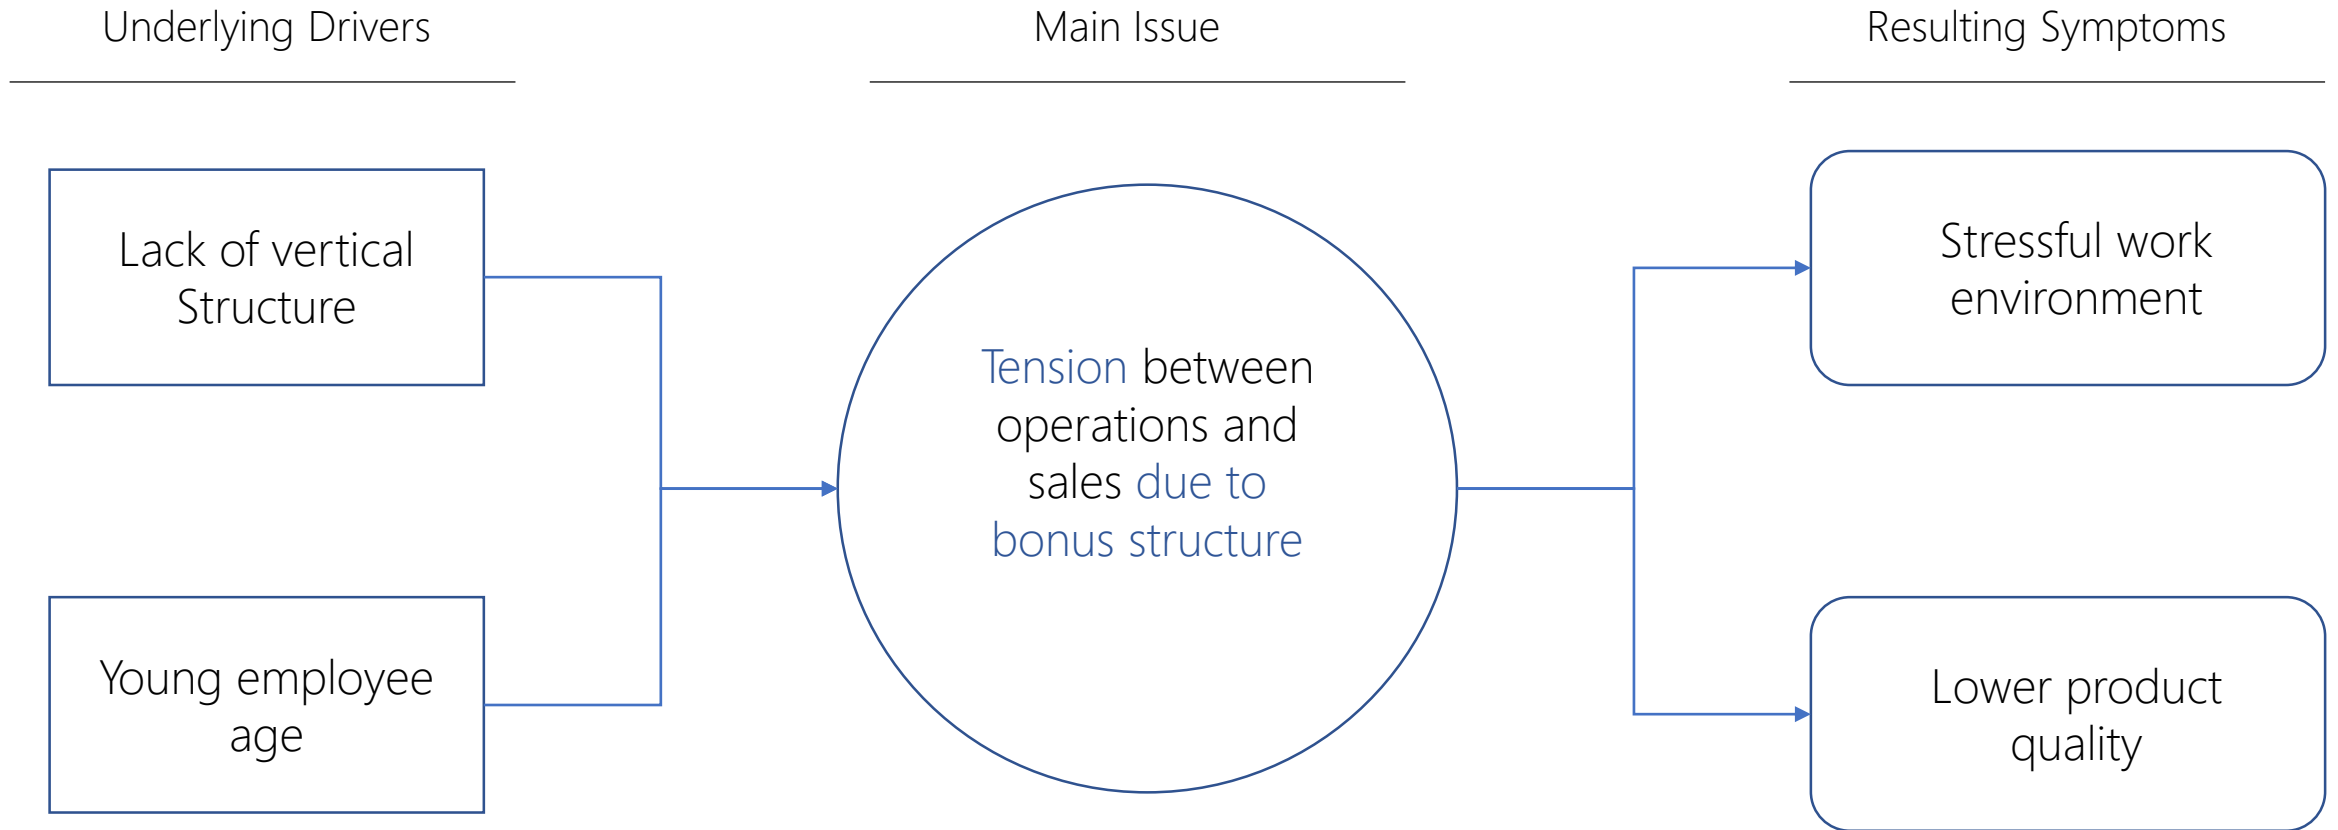 Underlying Drivers
Main Issue
Resulting Symptoms
Lack of vertical
Structure
Young employee
age
Tension between
operations and
sales due to
bonus structure
Stressful work
environment
Lower product
quality